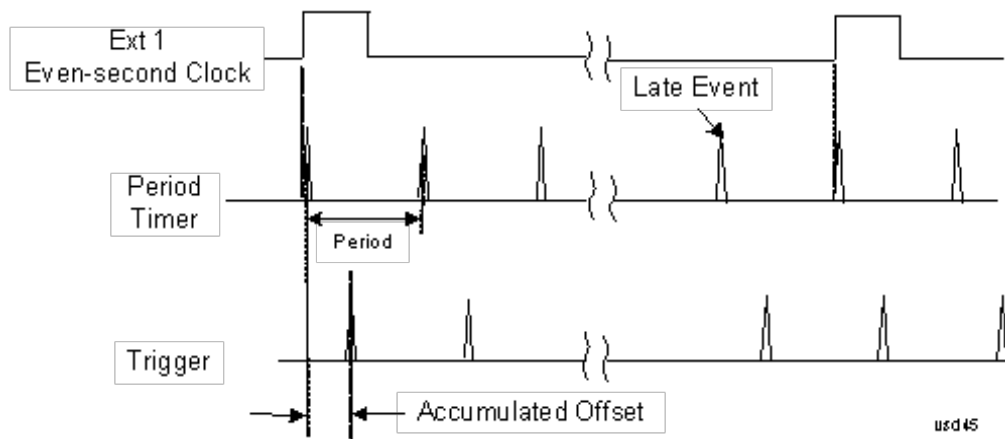 Ext 1
Even-second Clock
Late Event
Period
Timer
Period
Trigger
Accumulated Offset
usd45